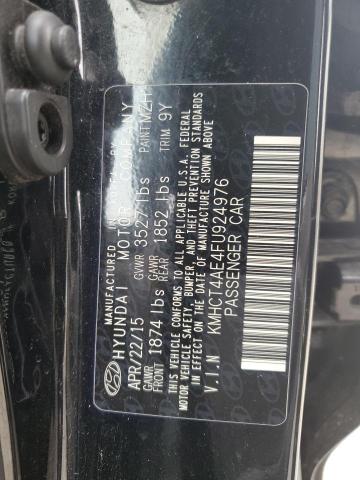 MANUFACTURED BY
HYUNDAI MOTOR COMPANY
APR/22/15 GVWR 3527 lbs PAINT MZH
GAWR FRONT 1874 lbs GAWR REAR 1852 lbs TRIM 9Y
THIS VEHICLE CONFORMS TO ALL APPLICABLE U.S.A. FEDERAL
MOTOR VEHICLE SAFETY, BUMPER, AND THEFT PREVENTION STANDARDS
IN EFFECT ON THE DATE OF MANUFACTURE SHOWN ABOVE
V.I.N KMHCT4AE4FU924976
PASSENGER CAR